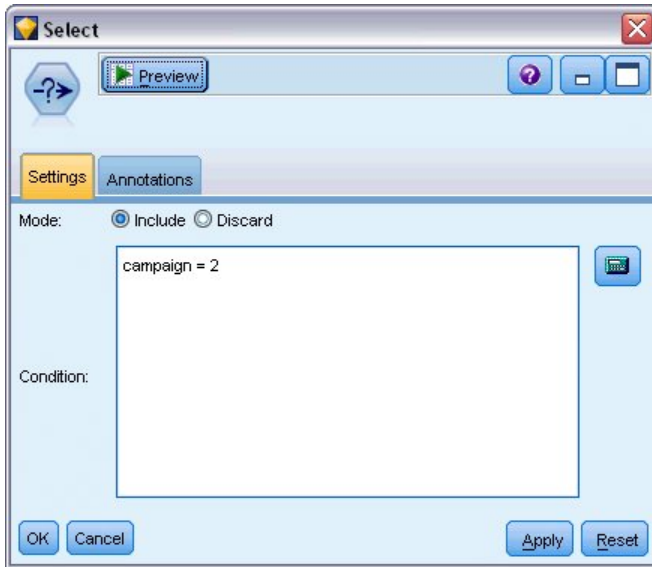 Select
Preview
Settings Annotations
Mode: Include Discard
campaign = 2
Condition:
OK Cancel Apply Reset